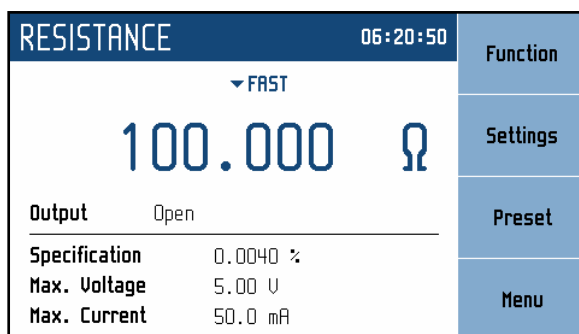 RESISTANCE 06:20:50
▾FAST
100.000 Ω
Output Open
Specification 0.0040 %
Max. Voltage 5.00 V
Max. Current 50.0 mA
Function
Settings
Preset
Menu